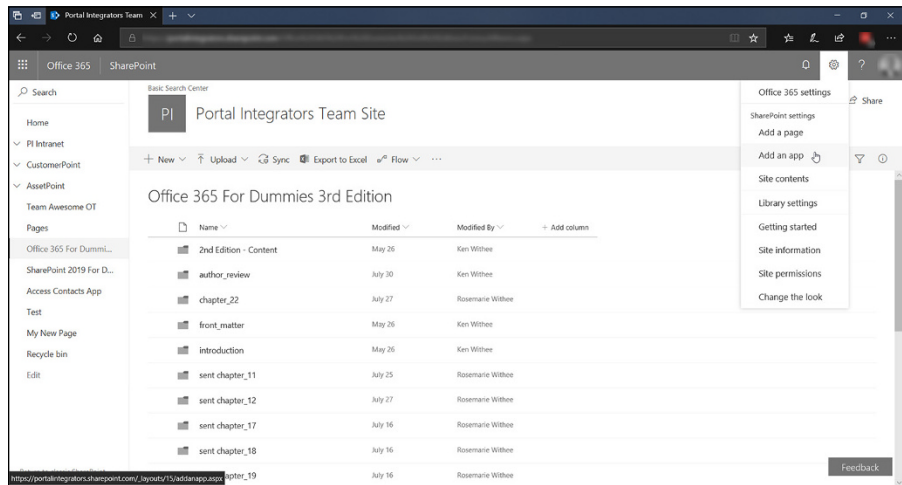 Portal Integrators Team
Office 365 SharePoint
Search
Home
PI Intranet
CustomerPoint
AssetPoint
Team Awesome OT
Pages
Office 365 For Dummi...
SharePoint 2019 For D...
Access Contacts App
Test
My New Page
Recycle bin
Edit
Basic Search Center
PI Portal Integrators Team Site
+ New Upload Sync Export to Excel Flow ...
Office 365 For Dummies 3rd Edition
Name Modified Modified By + Add column
2nd Edition - Content May 26 Ken Withee
author_review July 30 Ken Withee
chapter_22 July 27 Rosemarie Withee
front_matter May 26 Ken Withee
introduction May 26 Ken Withee
sent chapter_11 July 25 Rosemarie Withee
sent chapter_12 July 27 Rosemarie Withee
sent chapter_17 July 16 Rosemarie Withee
sent chapter_18 July 16 Rosemarie Withee
apter_19 July 16 Rosemarie Withee
Office 365 settings
SharePoint settings
Add a page
Add an app
Site contents
Library settings
Getting started
Site information
Site permissions
Change the look
Share
Feedback
https://portalintegrators.sharepoint.com/_layouts/15/addanapp.aspx